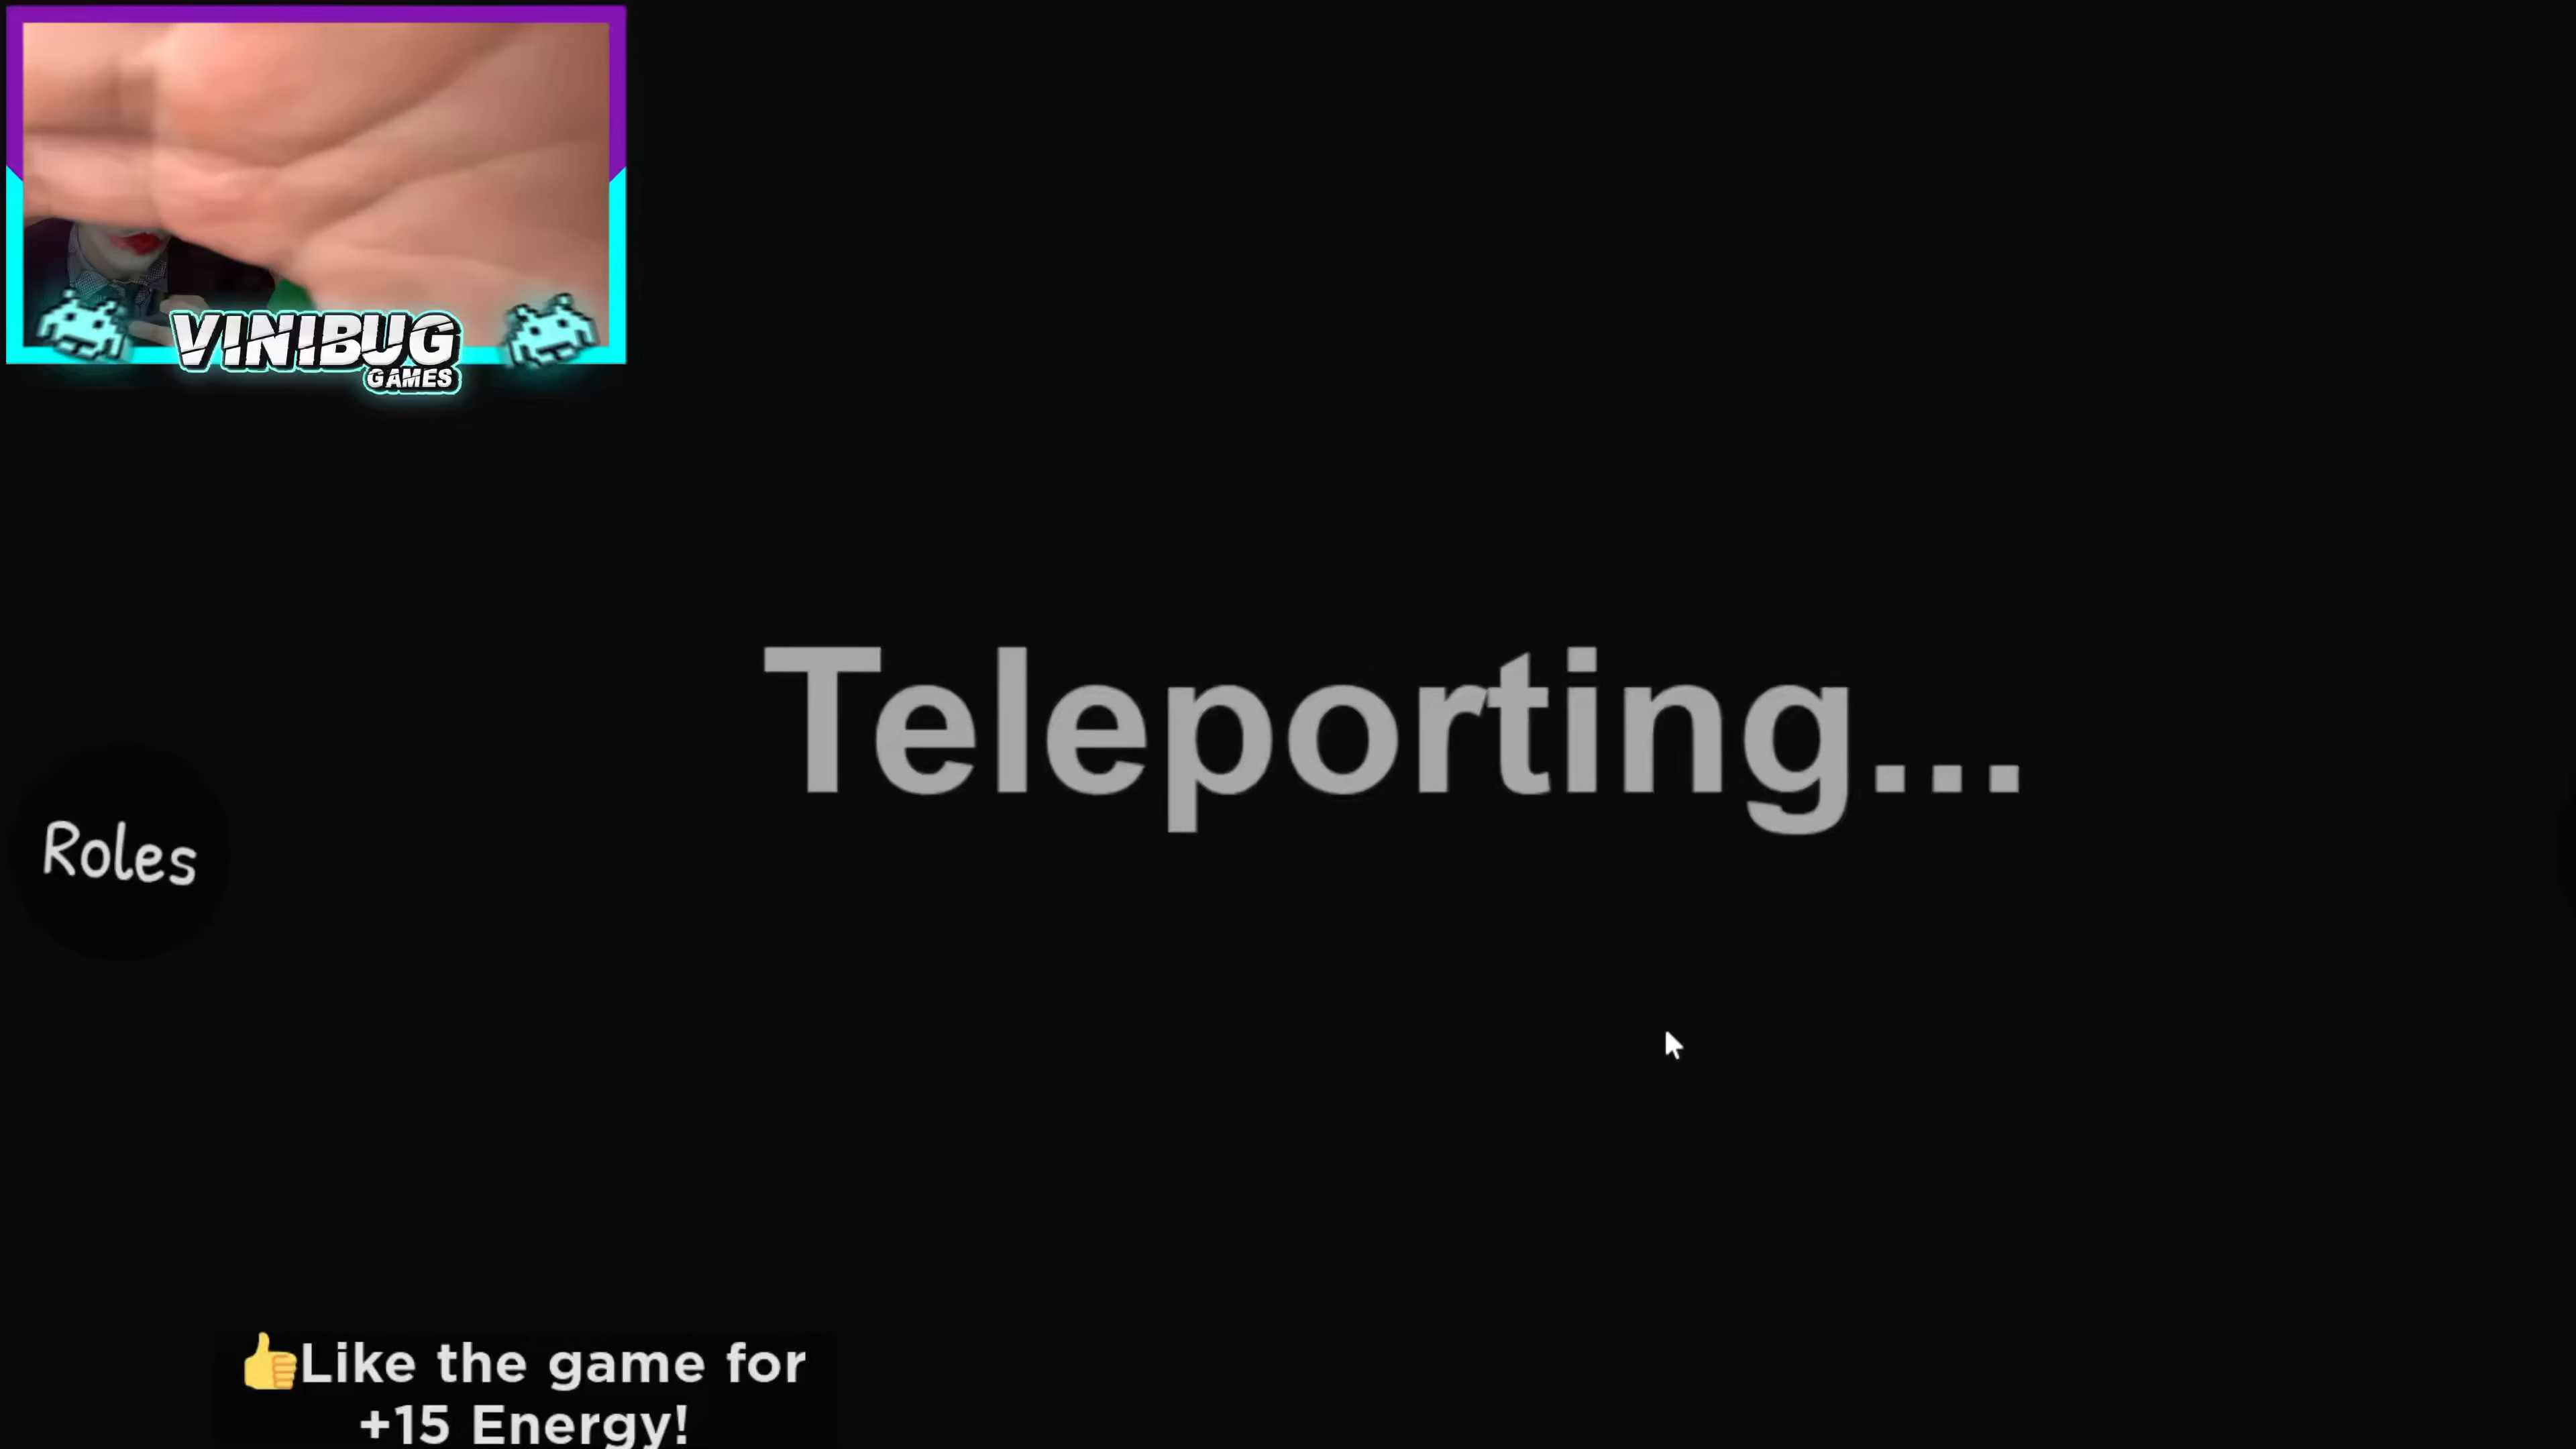 VINIBUG
GAMES
Teleporting...
Roles
👍Like the game for
+15 Energy!